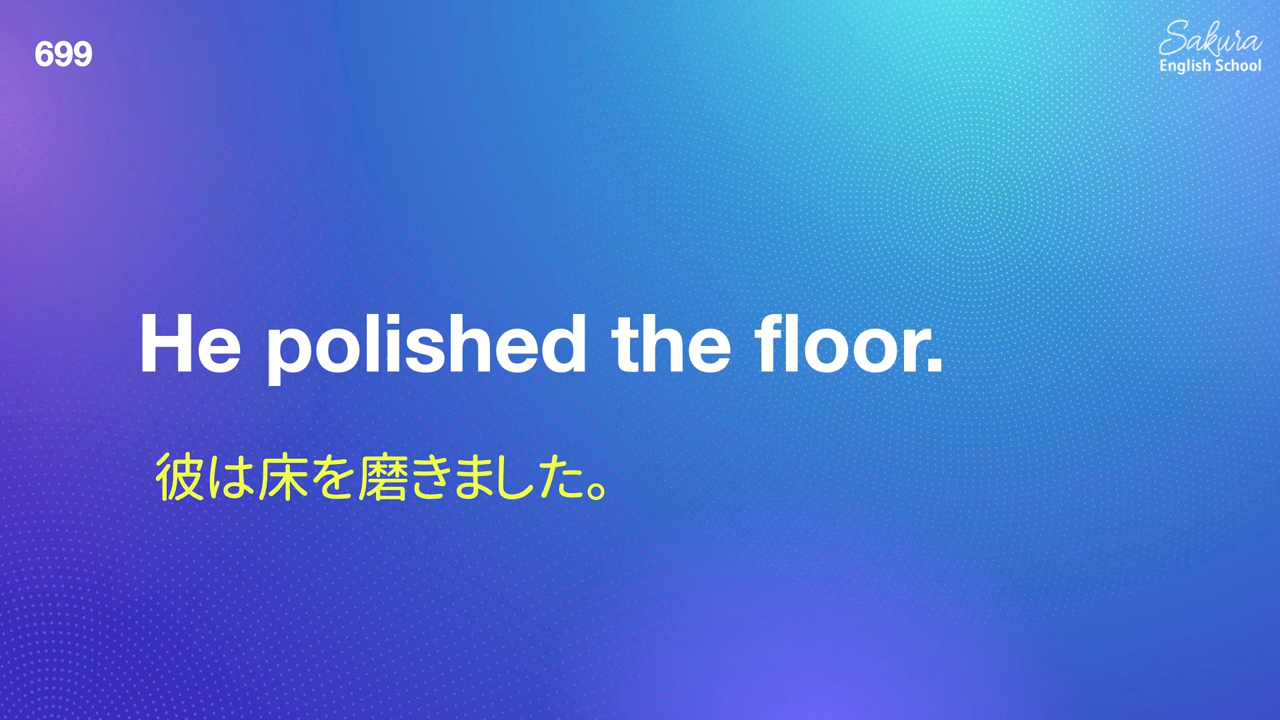 699
Sakura
English School
He polished the floor.
彼は床を磨きました。